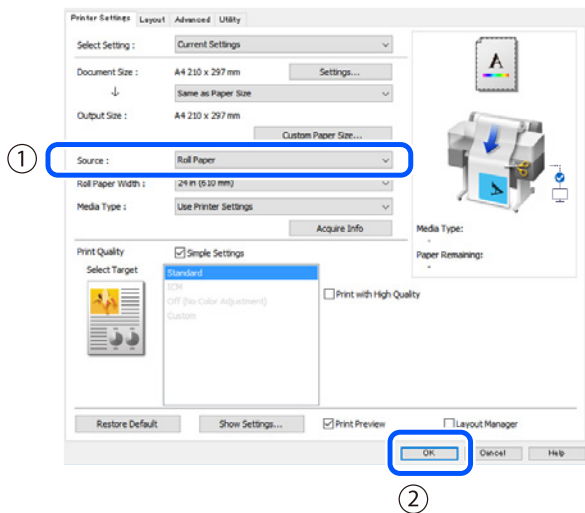 Printer Settings Layout Advanced Utility
Select Setting : Current Settings
Document Size : A4 210 x 297 mm Settings...
↓ Same as Paper Size
Output Size : A4 210 x 297 mm
Custom Paper Size...
① Source : Roll Paper
Roll Paper Width : 24 in (610 mm)
Media Type : Use Printer Settings
Acquire Info
A
A
Media Type:
-
Paper Remaining:
-
Print Quality Simple Settings
Select Target
Standard
ICM
Off (No Color Adjustment)
Custom
Print with High Quality
Restore Default Show Settings... Print Preview Layout Manager
OK Cancel Help
②